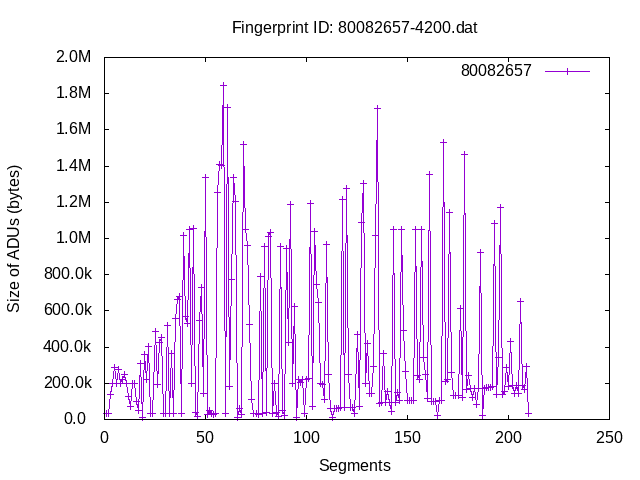 Fingerprint ID: 80082657-4200.dat
80082657
2.0M
1.8M
1.6M
1.4M
1.2M
1.0M
800.0k
600.0k
400.0k
200.0k
0.0
Size of ADUs (bytes)
0 50 100 150 200 250
Segments